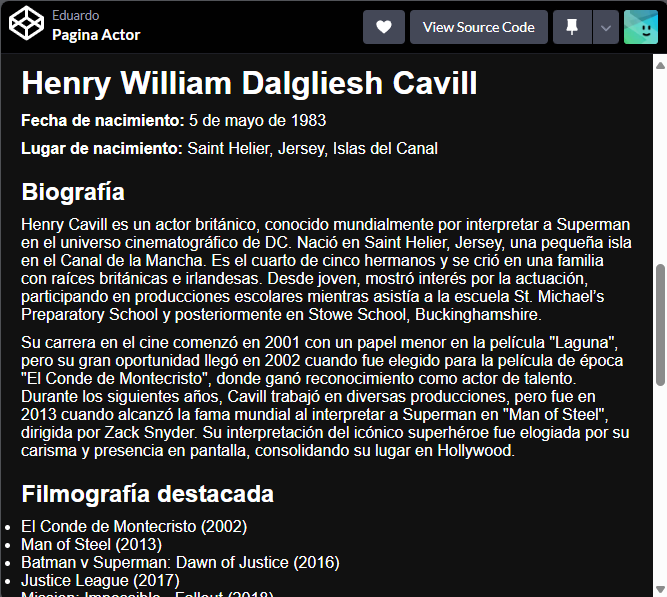 Eduardo
Pagina Actor
View Source Code
Henry William Dalgliesh Cavill
Fecha de nacimiento: 5 de mayo de 1983
Lugar de nacimiento: Saint Helier, Jersey, Islas del Canal
Biografía
Henry Cavill es un actor británico, conocido mundialmente por interpretar a Superman
en el universo cinematográfico de DC. Nació en Saint Helier, Jersey, una pequeña isla
en el Canal de la Mancha. Es el cuarto de cinco hermanos y se crió en una familia
con raíces británicas e irlandesas. Desde joven, mostró interés por la actuación,
participando en producciones escolares mientras asistía a la escuela St. Michael’s
Preparatory School y posteriormente en Stowe School, Buckinghamshire.
Su carrera en el cine comenzó en 2001 con un papel menor en la película "Laguna",
pero su gran oportunidad llegó en 2002 cuando fue elegido para la película de época
"El Conde de Montecristo", donde ganó reconocimiento como actor de talento.
Durante los siguientes años, Cavill trabajó en diversas producciones, pero fue en
2013 cuando alcanzó la fama mundial al interpretar a Superman en "Man of Steel",
dirigida por Zack Snyder. Su interpretación del icónico superhéroe fue elogiada por su
carisma y presencia en pantalla, consolidando su lugar en Hollywood.
Filmografía destacada
El Conde de Montecristo (2002)
Man of Steel (2013)
Batman v Superman: Dawn of Justice (2016)
Justice League (2017)
Mission: Impossible - Fallout (2018)